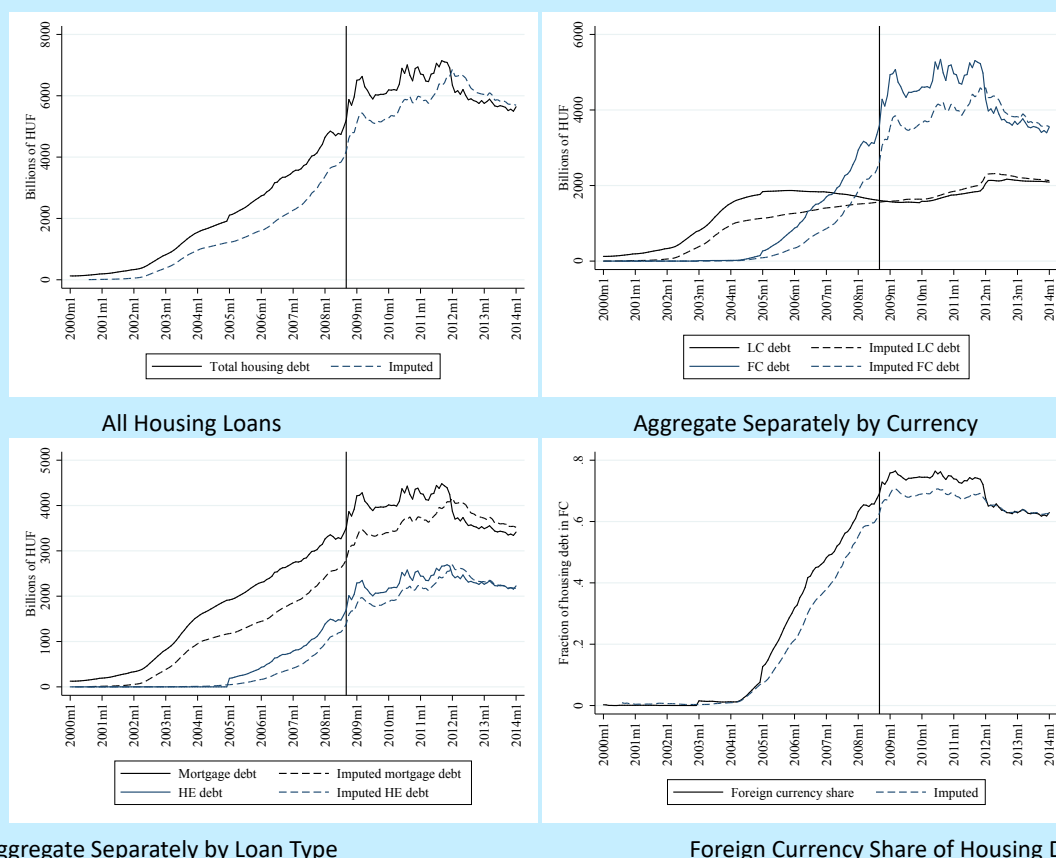 8000
6000
4000
2000
0
Billions of HUF
2000m1 2001m1 2002m1 2003m1 2004m1 2005m1 2006m1 2007m1 2008m1 2009m1 2010m1 2011m1 2012m1 2013m1 2014m1
Total housing debt Imputed
All Housing Loans
6000
4000
2000
0
Billions of HUF
2000m1 2001m1 2002m1 2003m1 2004m1 2005m1 2006m1 2007m1 2008m1 2009m1 2010m1 2011m1 2012m1 2013m1 2014m1
LC debt Imputed LC debt
FC debt Imputed FC debt
Aggregate Separately by Currency
5000
4000
3000
2000
1000
0
Billions of HUF
2000m1 2001m1 2002m1 2003m1 2004m1 2005m1 2006m1 2007m1 2008m1 2009m1 2010m1 2011m1 2012m1 2013m1 2014m1
Mortgage debt Imputed mortgage debt
HE debt Imputed HE debt
ggregate Separately by Loan Type
.8
.6
.4
.2
0
Fraction of housing debt in FC
2000m1 2001m1 2002m1 2003m1 2004m1 2005m1 2006m1 2007m1 2008m1 2009m1 2010m1 2011m1 2012m1 2013m1 2014m1
Foreign currency share Imputed
Foreign Currency Share of Housing D